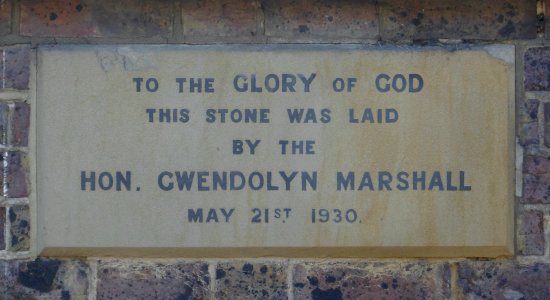 TO THE GLORY OF GOD
THIS STONE WAS LAID
BY THE
HON. GWENDOLYN MARSHALL
MAY 21ST. 1930.